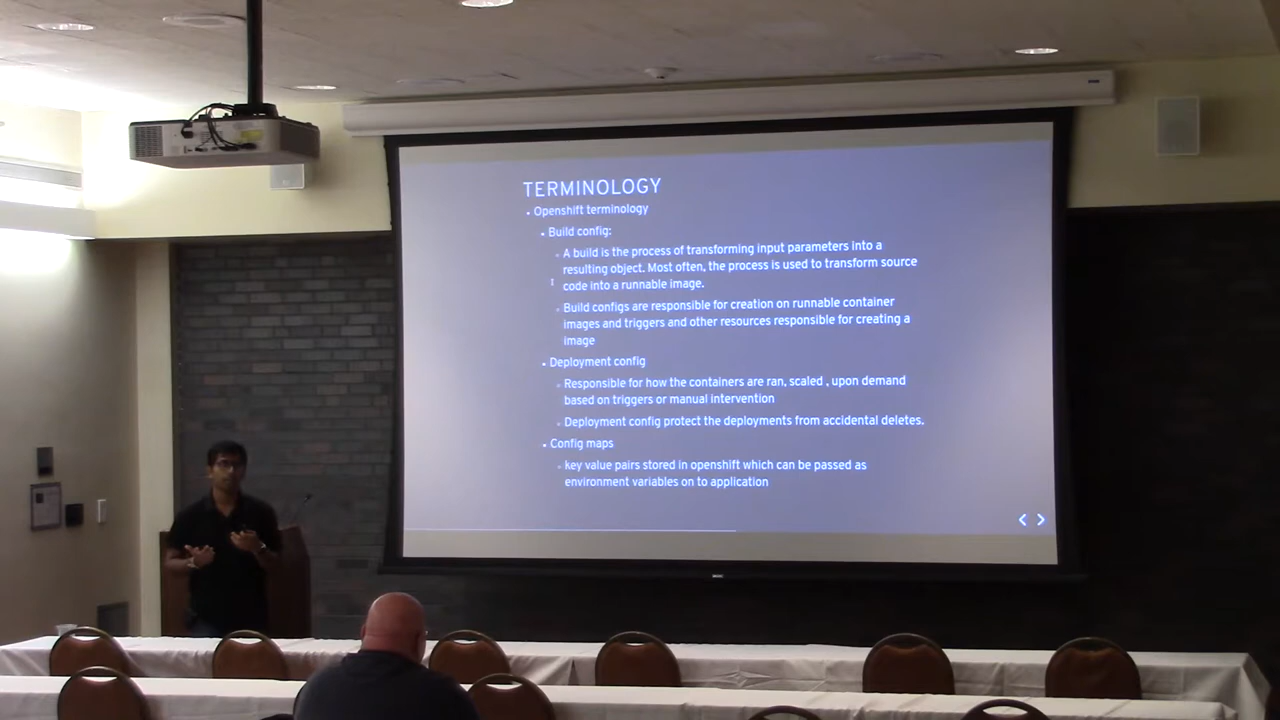 TERMINOLOGY
Openshift terminology
Build config:
A build is the process of transforming input parameters into a
resulting object. Most often, the process is used to transform source
code into a runnable image.
Build configs are responsible for creation on runnable container
images and triggers and other resources responsible for creating a
image
Deployment config
Responsible for how the containers are ran, scaled , upon demand
based on triggers or manual intervention
Deployment config protect the deployments from accidental deletes.
Config maps
key value pairs stored in openshift which can be passed as
environment variables on to application